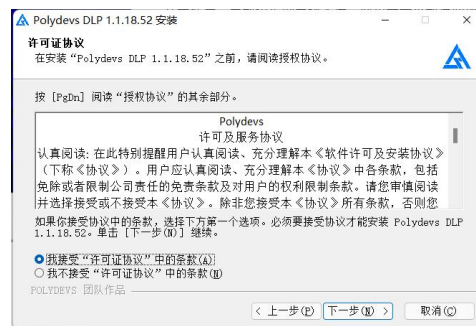 Polydevs DLP 1.1.18.52 安装
许可证协议
在安装“Polydevs DLP 1.1.18.52”之前，请阅读授权协议。
按 [PgDn] 阅读“授权协议”的其余部分。
Polydevs
许可及服务协议
认真阅读: 在此特别提醒用户认真阅读、充分理解本《软件许可及安装协议》
（下称《协议》）。用户应认真阅读、充分理解本《协议》中各条款，包括
免除或者限制公司责任的免责条款及对用户的权利限制条款。请您审慎阅读
并选择接受或不接受本《协议》。除非您接受本《协议》所有条款，否则您
如果你接受协议中的条款，选择下方第一个选项。必须要接受协议才能安装 Polydevs DLP
1.1.18.52。单击 [下一步(N)] 继续。
我接受“许可证协议”中的条款(A)
我不接受“许可证协议”中的条款(N)
POLYDEVS 团队作品
< 上一步(P) 下一步(N) > 取消(C)